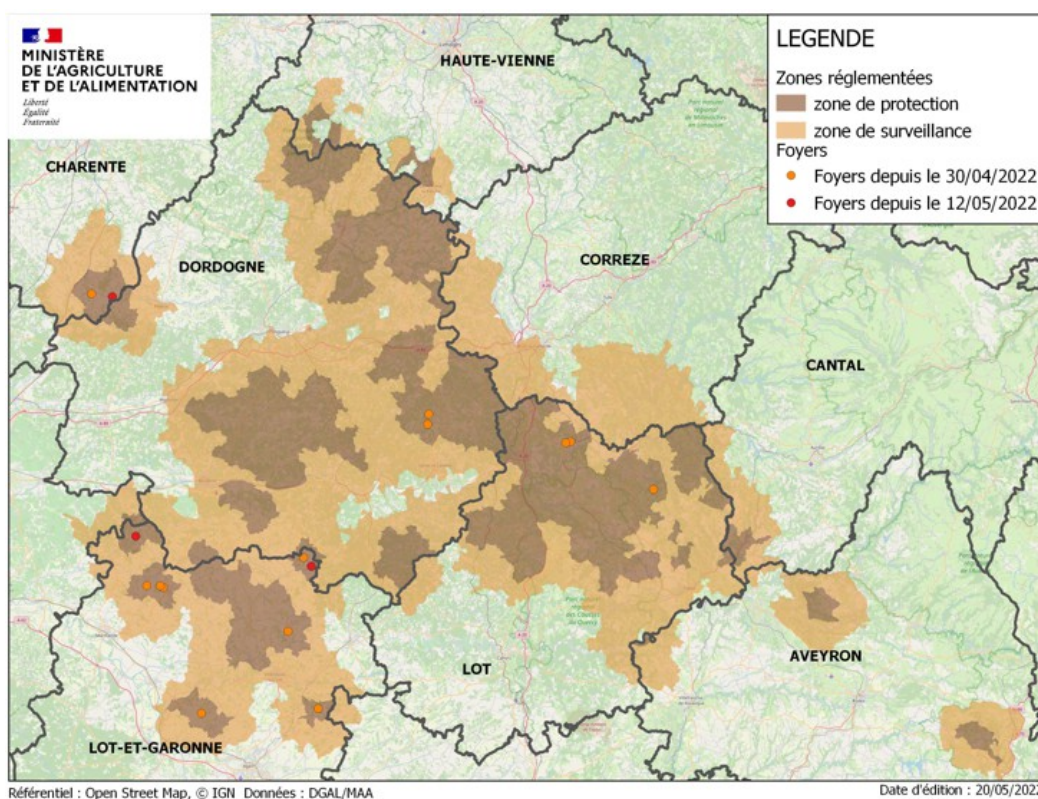 MINISTÈRE
DE L'AGRICULTURE
ET DE L'ALIMENTATION
Liberté
Égalité
Fraternité
LEGENDE
Zones réglementées
zone de protection
zone de surveillance
Foyers
Foyers depuis le 30/04/2022
Foyers depuis le 12/05/2022
HAUTE-VIENNE
CHARENTE
DORDOGNE
CORREZE
CANTAL
AVEYRON
LOT
LOT-ET-GARONNE
Référentiel : Open Street Map, © IGN Données : DGAL/MAA
Date d'édition : 20/05/2022